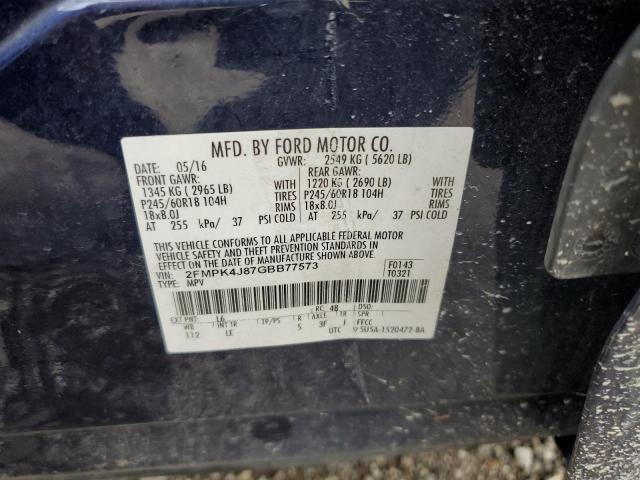 MFD. BY FORD MOTOR CO.
DATE: 05/16 GVWR: 2549 KG ( 5620 LB)
FRONT GAWR: REAR GAWR:
1345 KG ( 2965 LB) 1220 KG ( 2690 LB)
P245/60R18 104H TIRES P245/60R18 104H TIRES
18x8.0J RIMS 18x8.0J RIMS
AT 255 kPa/ 37 PSI COLD AT 255 kPa/ 37 PSI COLD
THIS VEHICLE CONFORMS TO ALL APPLICABLE FEDERAL MOTOR
VEHICLE SAFETY AND THEFT PREVENTION STANDARDS IN
EFFECT ON THE DATE OF MANUFACTURE SHOWN ABOVE.
VIN: 2FMPK4J87GBB77573 F0143
TYPE: MPV T0321
EXT PNT: L6 RC: 48 DSO:
WB INT TR TP/PS R AXLE TR SPR
112 LE 5 3F J FFCC
UTC 5U5A-1520472-BA